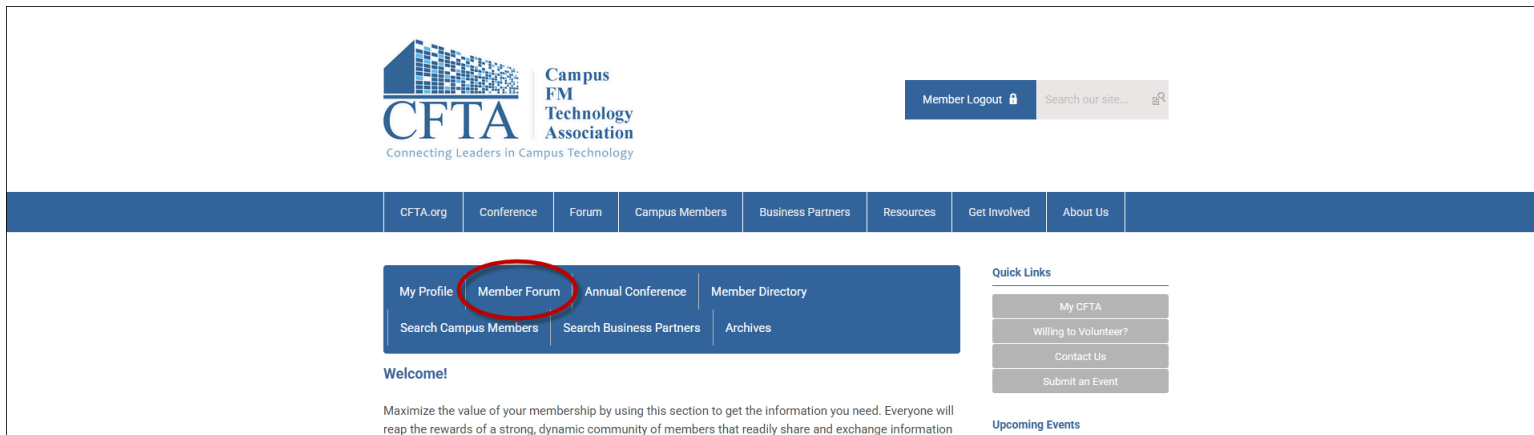 CFTA
Campus
FM
Technology
Association
Connecting Leaders in Campus Technology
Member Logout
Search our site...
CFTA.org Conference Forum Campus Members Business Partners Resources Get Involved About Us
My Profile Member Forum Annual Conference Member Directory
Search Campus Members Search Business Partners Archives
Quick Links
My CFTA
Willing to Volunteer?
Contact Us
Submit an Event
Welcome!
Maximize the value of your membership by using this section to get the information you need. Everyone will
reap the rewards of a strong, dynamic community of members that readily share and exchange information
Upcoming Events